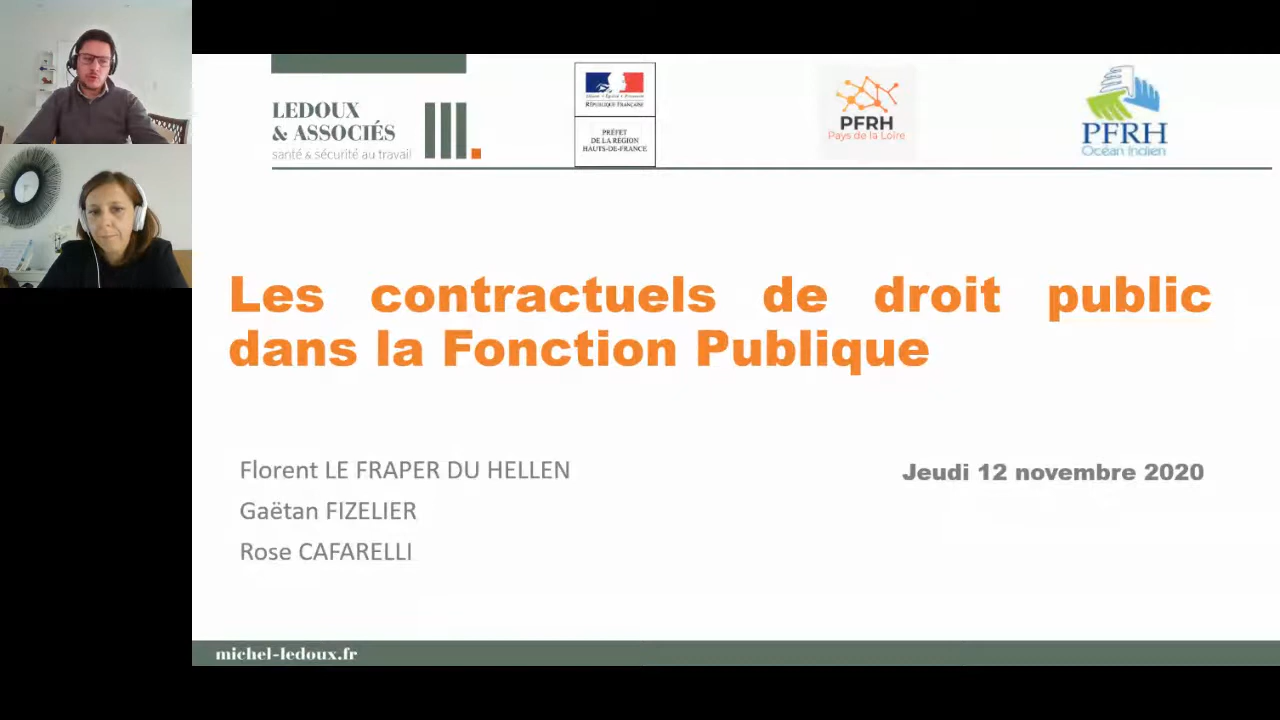 LEDOUX
& ASSOCIÉS
santé & sécurité au travail
RÉPUBLIQUE FRANÇAISE
PRÉFET
DE LA RÉGION
HAUTS-DE-FRANCE
PFRH
Pays de la Loire
PFRH
Océan Indien
Les contractuels de droit public
dans la Fonction Publique
Florent LE FRAPER DU HELLEN
Jeudi 12 novembre 2020
Gaëtan FIZELIER
Rose CAFARELLI
michel-ledoux.fr